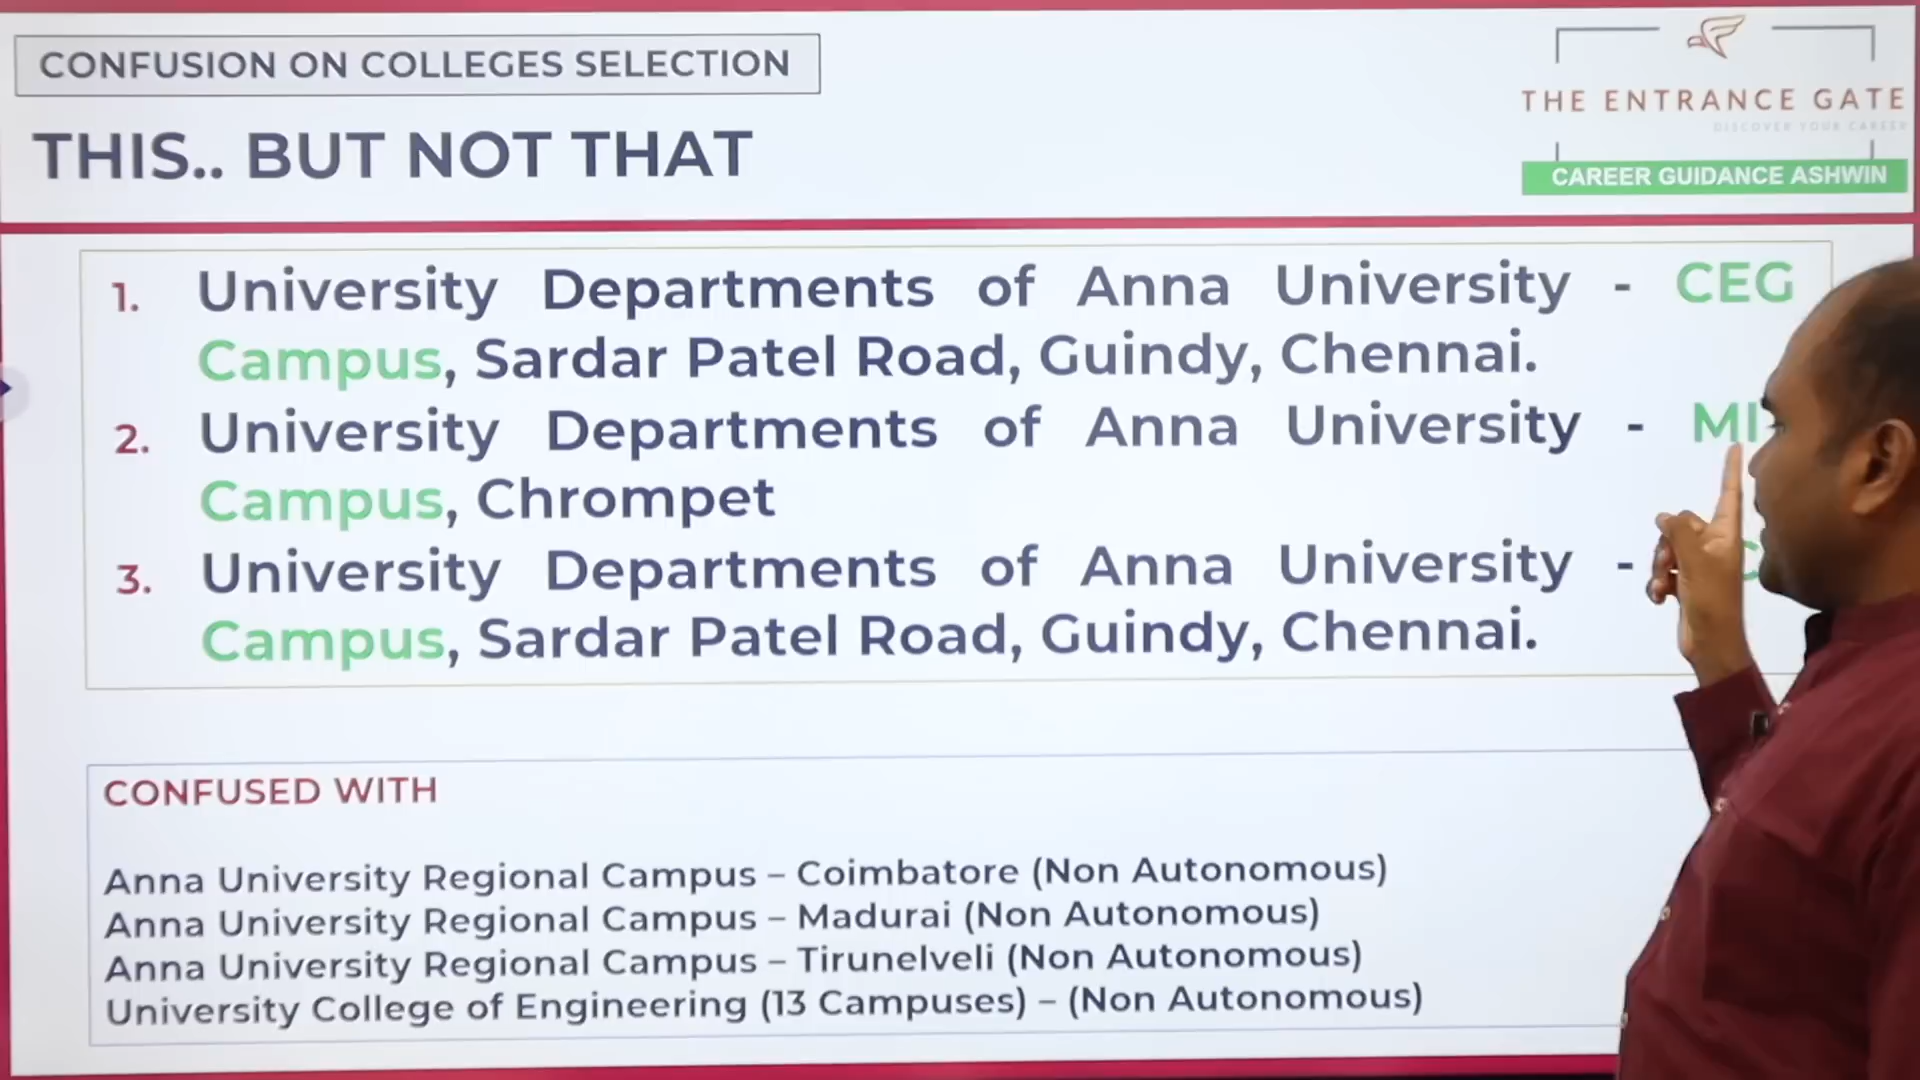 CONFUSION ON COLLEGES SELECTION
THIS.. BUT NOT THAT
THE ENTRANCE GATE
DISCOVER YOUR CAREER
CAREER GUIDANCE ASHWIN
1. University Departments of Anna University - CEG
Campus, Sardar Patel Road, Guindy, Chennai.
2. University Departments of Anna University -
Campus, Chrompet
3. University Departments of Anna University -
Campus, Sardar Patel Road, Guindy, Chennai.
CONFUSED WITH
Anna University Regional Campus – Coimbatore (Non Autonomous)
Anna University Regional Campus – Madurai (Non Autonomous)
Anna University Regional Campus – Tirunelveli (Non Autonomous)
University College of Engineering (13 Campuses) – (Non Autonomous)